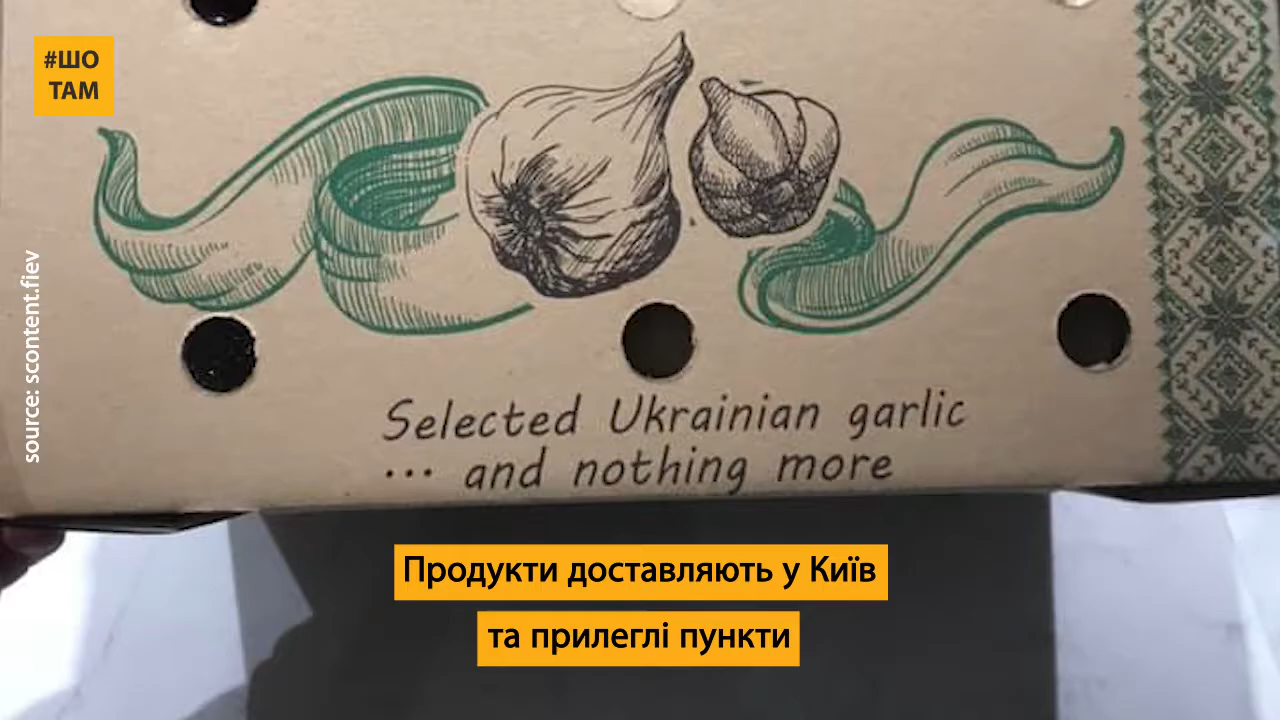 #ШО
ТАМ
source: scontent.fiev
Selected Ukrainian garlic
... and nothing more
Продукти доставляють у Київ
та прилеглі пункти